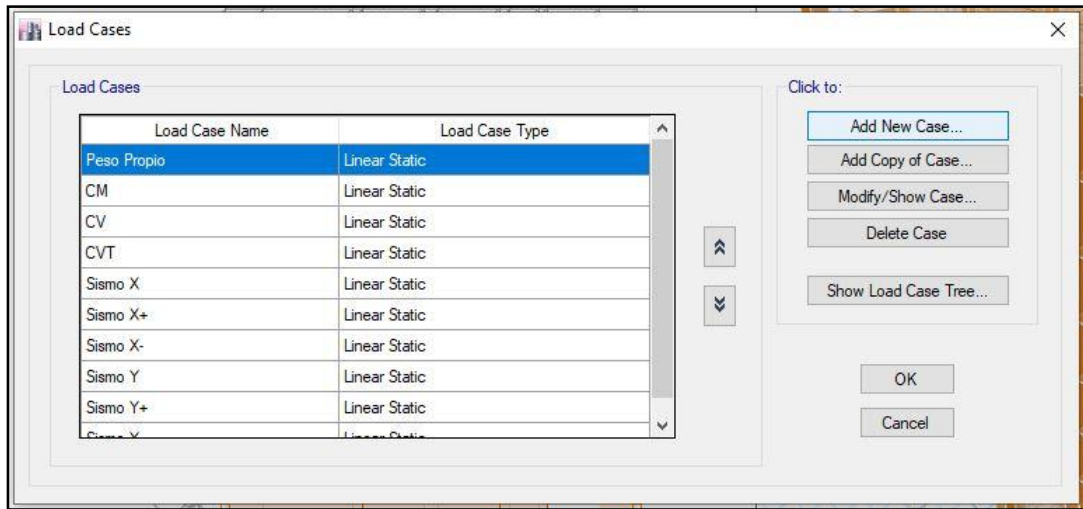 Load Cases
Load Cases
Click to:
Load Case Name Load Case Type
Peso Propio Linear Static
CM Linear Static
CV Linear Static
CVT Linear Static
Sismo X Linear Static
Sismo X+ Linear Static
Sismo X- Linear Static
Sismo Y Linear Static
Sismo Y+ Linear Static
Add New Case...
Add Copy of Case...
Modify/Show Case...
Delete Case
Show Load Case Tree...
OK
Cancel